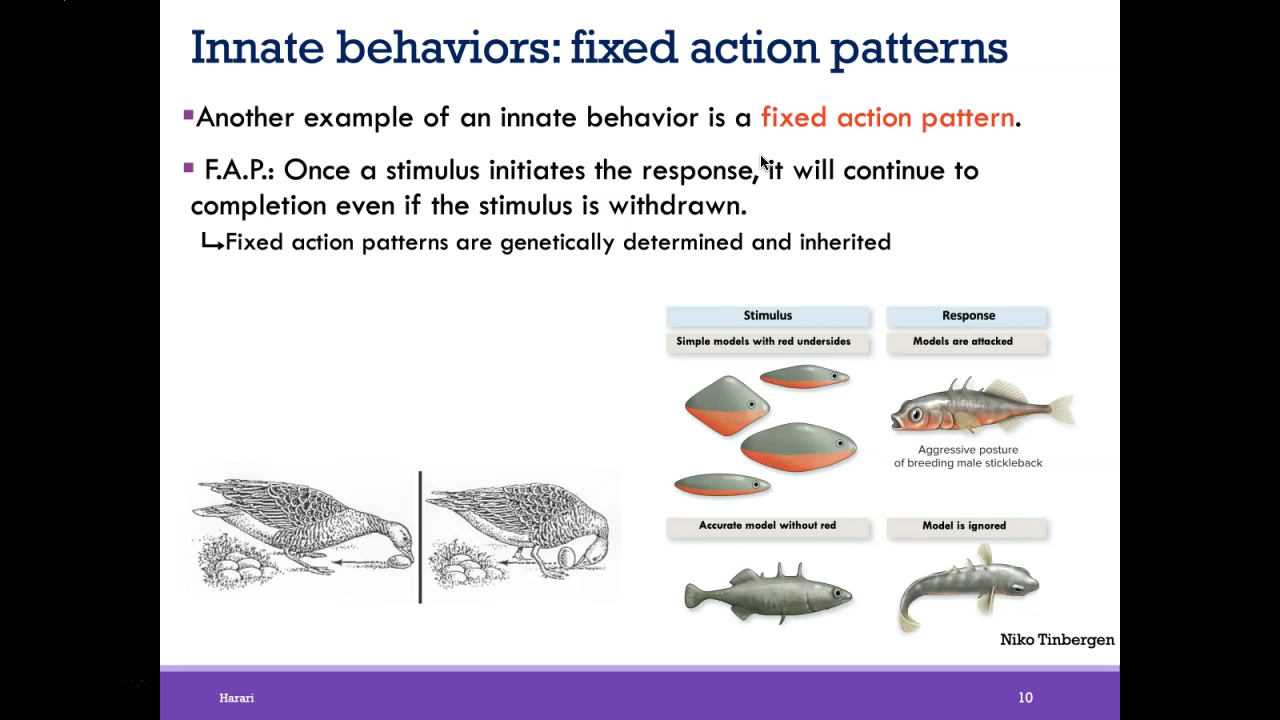 Innate behaviors: fixed action patterns
Another example of an innate behavior is a fixed action pattern.
F.A.P.: Once a stimulus initiates the response, it will continue to
completion even if the stimulus is withdrawn.
Fixed action patterns are genetically determined and inherited
Stimulus
Response
Simple models with red undersides
Models are attacked
Aggressive posture
of breeding male stickleback
Accurate model without red
Model is ignored
Niko Tinbergen
Harari
10